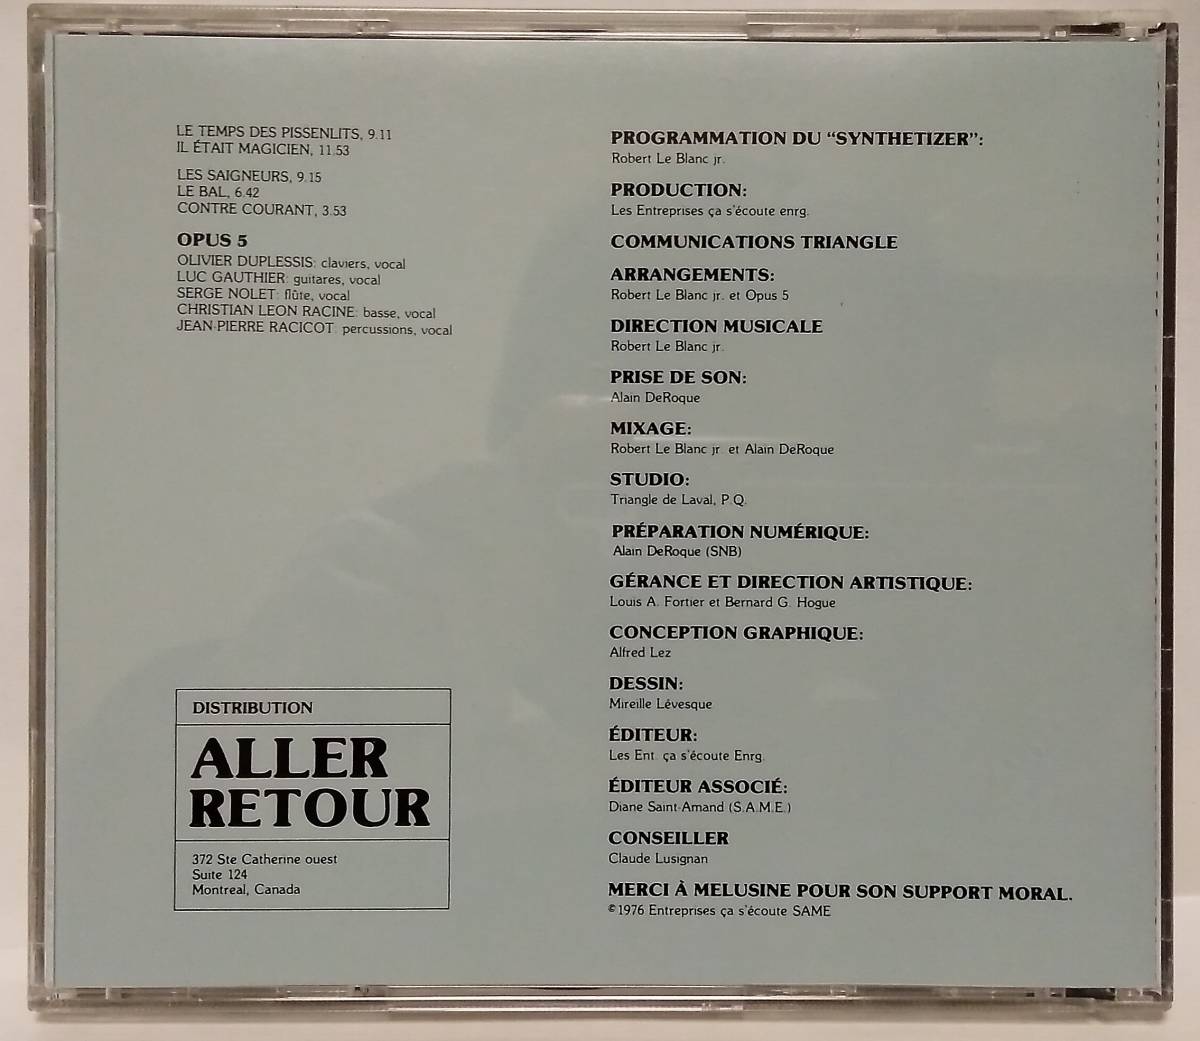 LE TEMPS DES PISSENLITS, 9.11
IL ÉTAIT MAGICIEN, 11.53
LES SAIGNEURS, 9.15
LE BAL, 6.42
CONTRE COURANT, 3.53
OPUS 5
OLIVIER DUPLESSIS: claviers, vocal
LUC GAUTHIER: guitares, vocal
SERGE NOLET: flûte, vocal
CHRISTIAN LEON RACINE: basse, vocal
JEAN-PIERRE RACICOT: percussions, vocal
DISTRIBUTION
ALLER
RETOUR
372 Ste Catherine ouest
Suite 124
Montreal, Canada
PROGRAMMATION DU “SYNTHETIZER”:
Robert Le Blanc jr.
PRODUCTION:
Les Entreprises ça s'écoute enrg.
COMMUNICATIONS TRIANGLE
ARRANGEMENTS:
Robert Le Blanc jr. et Opus 5
DIRECTION MUSICALE
Robert Le Blanc jr.
PRISE DE SON:
Alain DeRoque
MIXAGE:
Robert Le Blanc jr. et Alain DeRoque
STUDIO:
Triangle de Laval, P.Q.
PRÉPARATION NUMÉRIQUE:
Alain DeRoque (SNB)
GÉRANCE ET DIRECTION ARTISTIQUE:
Louis A. Fortier et Bernard G. Hogue
CONCEPTION GRAPHIQUE:
Alfred Lez
DESSIN:
Mireille Lévesque
ÉDITEUR:
Les Ent. ça s'écoute Enrg.
ÉDITEUR ASSOCIÉ:
Diane Saint-Amand (S.A.M.E.)
CONSEILLER
Claude Lusignan
MERCI À MELUSINE POUR SON SUPPORT MORAL.
©1976 Entreprises ça s'écoute SAME